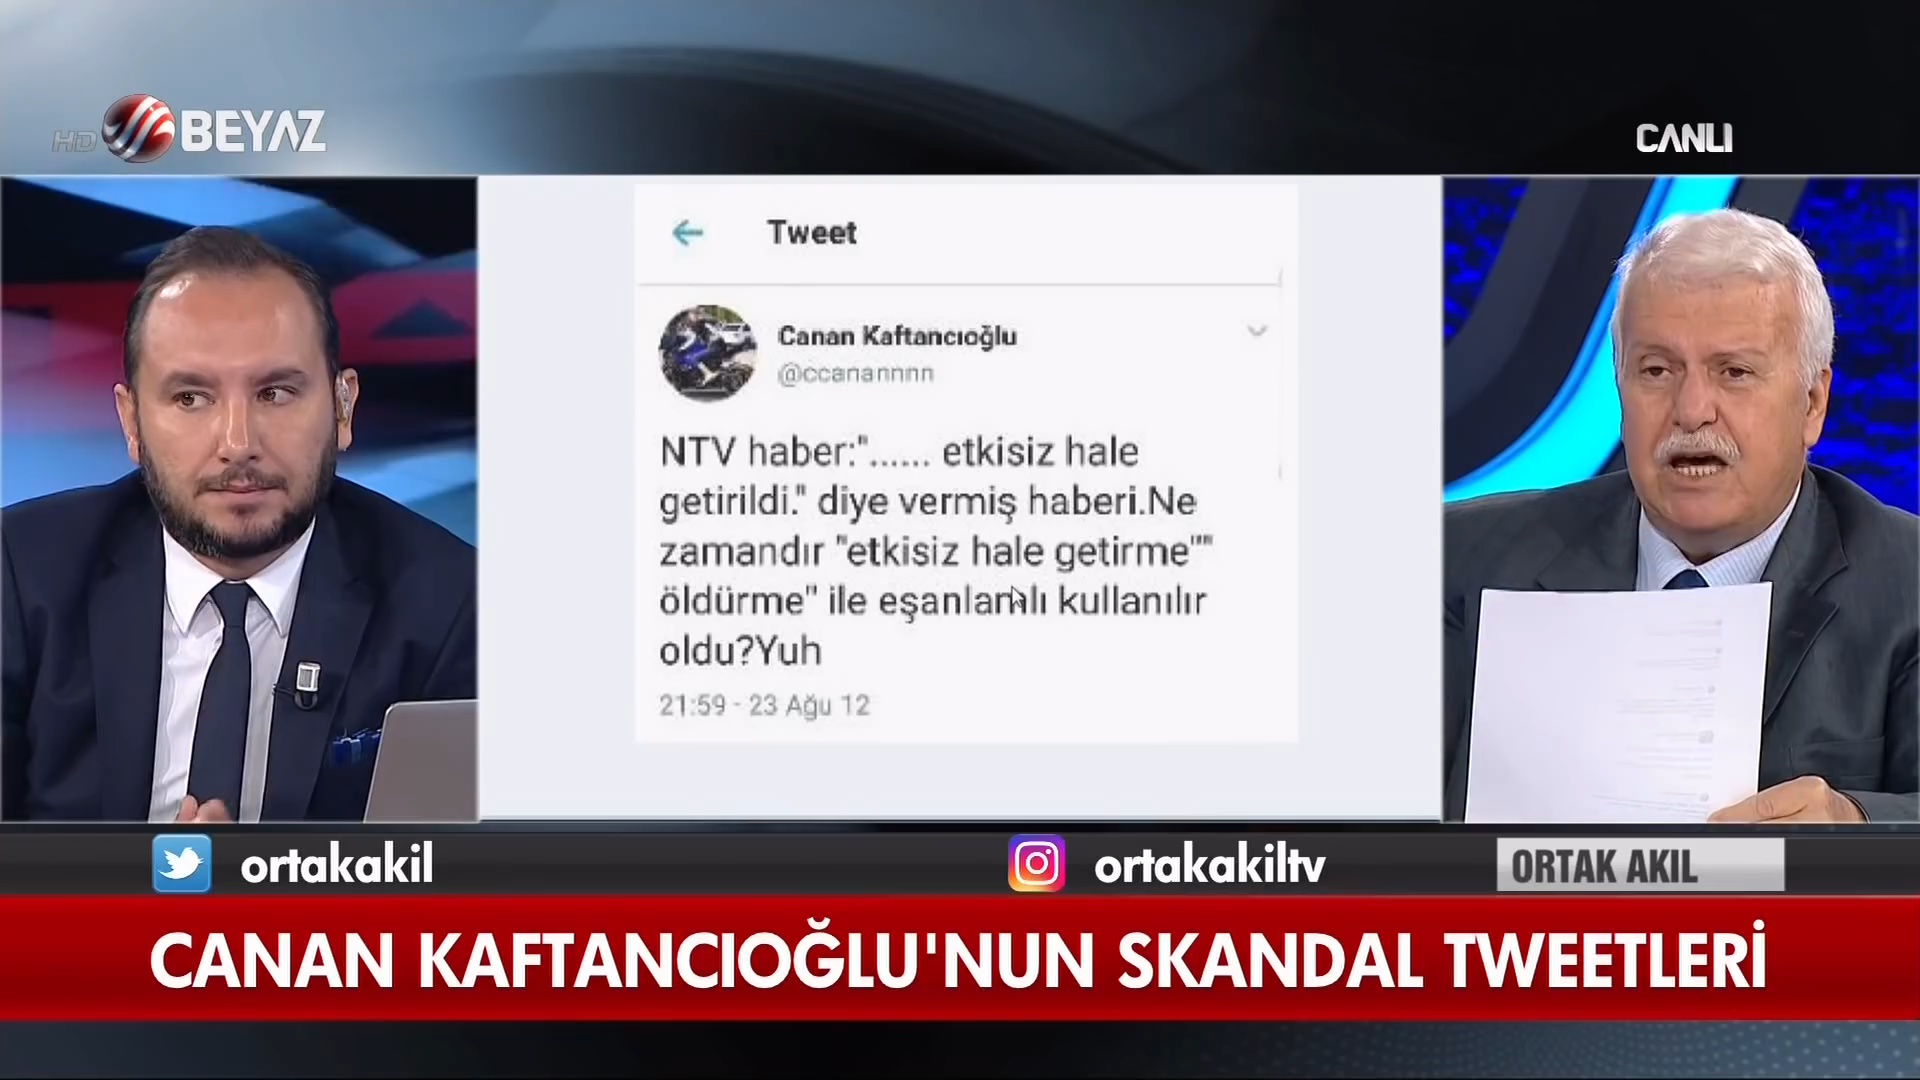 HD BEYAZ
CANLI
Tweet
Canan Kaftancıoğlu
@ccanannnn
NTV haber:"...... etkisiz hale
getirildi." diye vermiş haberi.Ne
zamandır "etkisiz hale getirme""
öldürme" ile eşanlamlı kullanılır
oldu?Yuh
21:59 - 23 Ağu 12
ortakakil
ortakakiltv
ORTAK AKIL
CANAN KAFTANCIOĞLU'NUN SKANDAL TWEETLERİ